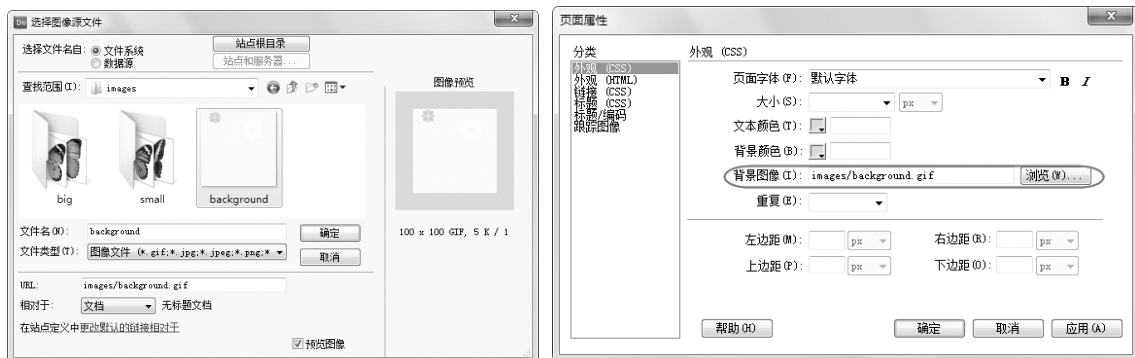 选择图像源文件
选择文件名自: 文件系统
数据源
站点根目录
站点和服务器...
查找范围(I): images
图像预览
big
small
background
文件名(N): background
确定
文件类型(T): 图像文件 (*.gif;*.jpg;*.jpeg;*.png;*
取消
100 x 100 GIF, 5 K / 1
URL: images/background.gif
相对于: 文档 无标题文档
在站点定义中更改默认的链接相对于
预览图像
页面属性
分类
外观 (CSS)
外观 (HTML)
链接 (CSS)
标题 (CSS)
标题/编码
跟踪图像
外观 (CSS)
页面字体(F): 默认字体 B I
大小(S): px
文本颜色(T):
背景颜色(B):
背景图像(I): images/background.gif 浏览(W)...
重复(E):
左边距(M): px 右边距(R): px
上边距(P): px 下边距(O): px
帮助(H) 确定 取消 应用(A)